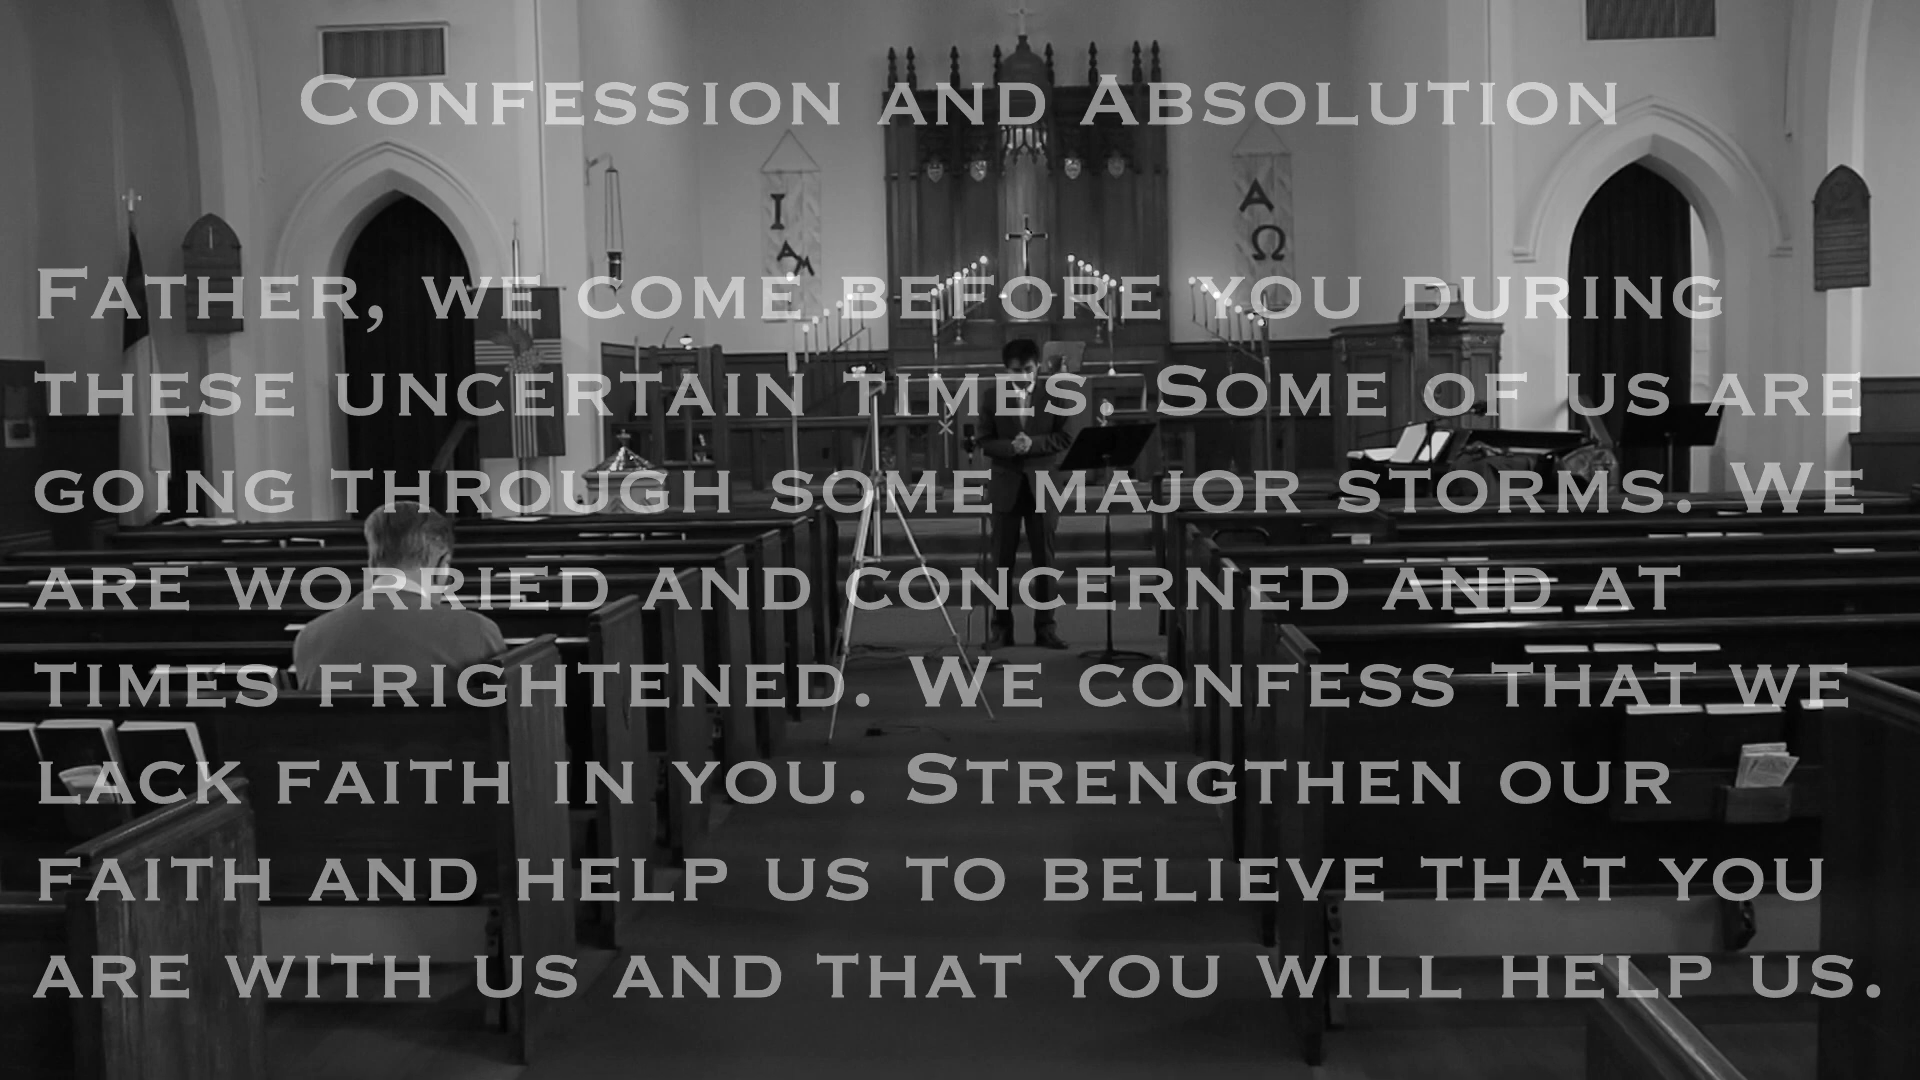 Confession and Absolution
I
AM
Α
Ω
Father, we come before you during
these uncertain times. Some of us are
going through some major storms. We
are worried and concerned and at
times frightened. We confess that we
lack faith in you. Strengthen our
faith and help us to believe that you
are with us and that you will help us.